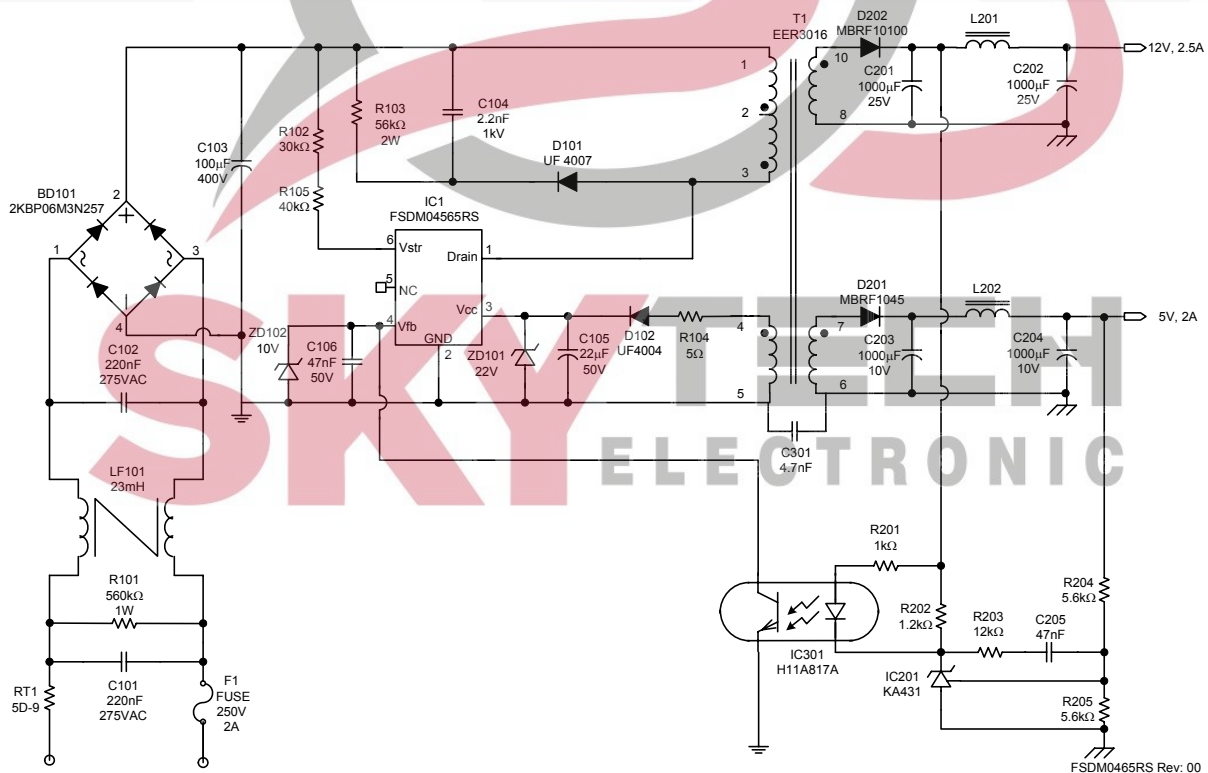 T1
EER3016
D202
MBRF10100
L201
12V, 2.5A
1
2
3
10
8
C201
1000μF
25V
C202
1000μF
25V
R103
56kΩ
2W
C104
2.2nF
1kV
R102
30kΩ
R105
40kΩ
D101
UF 4007
C103
100μF
400V
BD101
2KBP06M3N257
2
1
3
4
+
IC1
FSDM04565RS
6
Vstr
Drain
1
5
NC
Vcc
3
4
Vfb
GND
2
ZD102
10V
C106
47nF
50V
ZD101
22V
C105
22μF
50V
D102
UF4004
R104
5Ω
4
5
7
6
D201
MBRF1045
L202
5V, 2A
C203
1000μF
10V
C204
1000μF
10V
C301
4.7nF
C102
220nF
275VAC
SKYTECH
ELECTRONIC
LF101
23mH
R101
560kΩ
1W
C101
220nF
275VAC
RT1
5D-9
F1
FUSE
250V
2A
R201
1kΩ
R202
1.2kΩ
R203
12kΩ
C205
47nF
R204
5.6kΩ
IC301
H11A817A
IC201
KA431
R205
5.6kΩ
FSDM0465RS Rev: 00